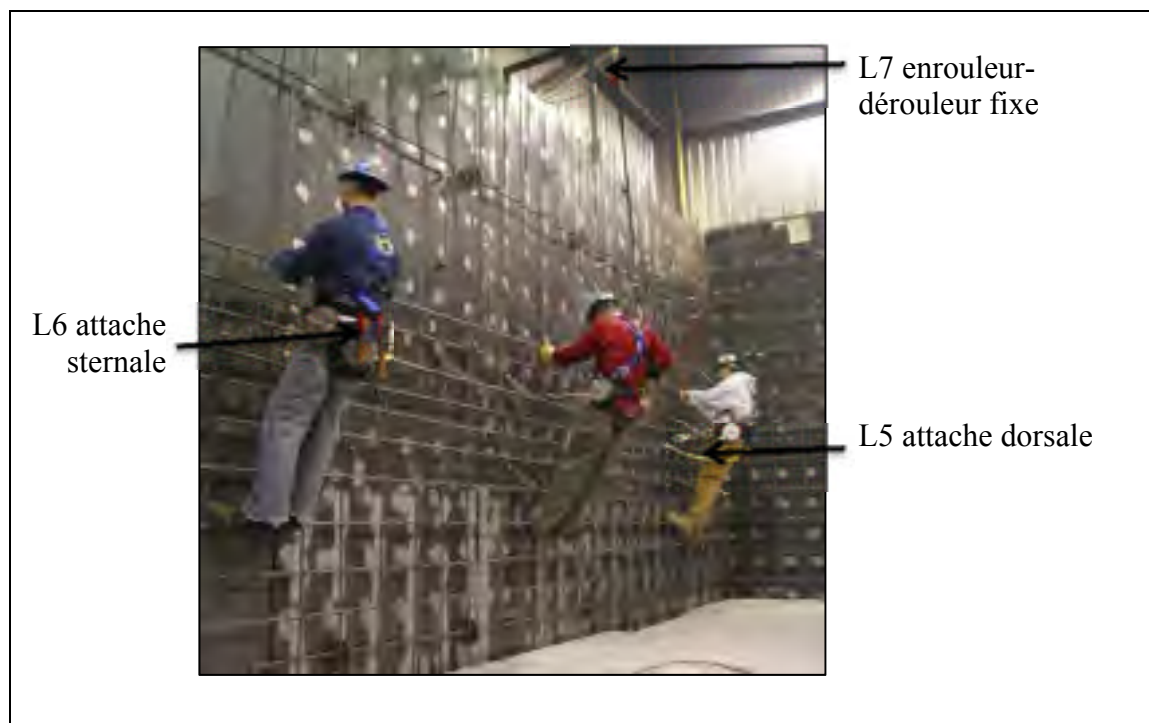 L7 enrouleur-
dérouleur fixe
L6 attache
sternale
L5 attache dorsale